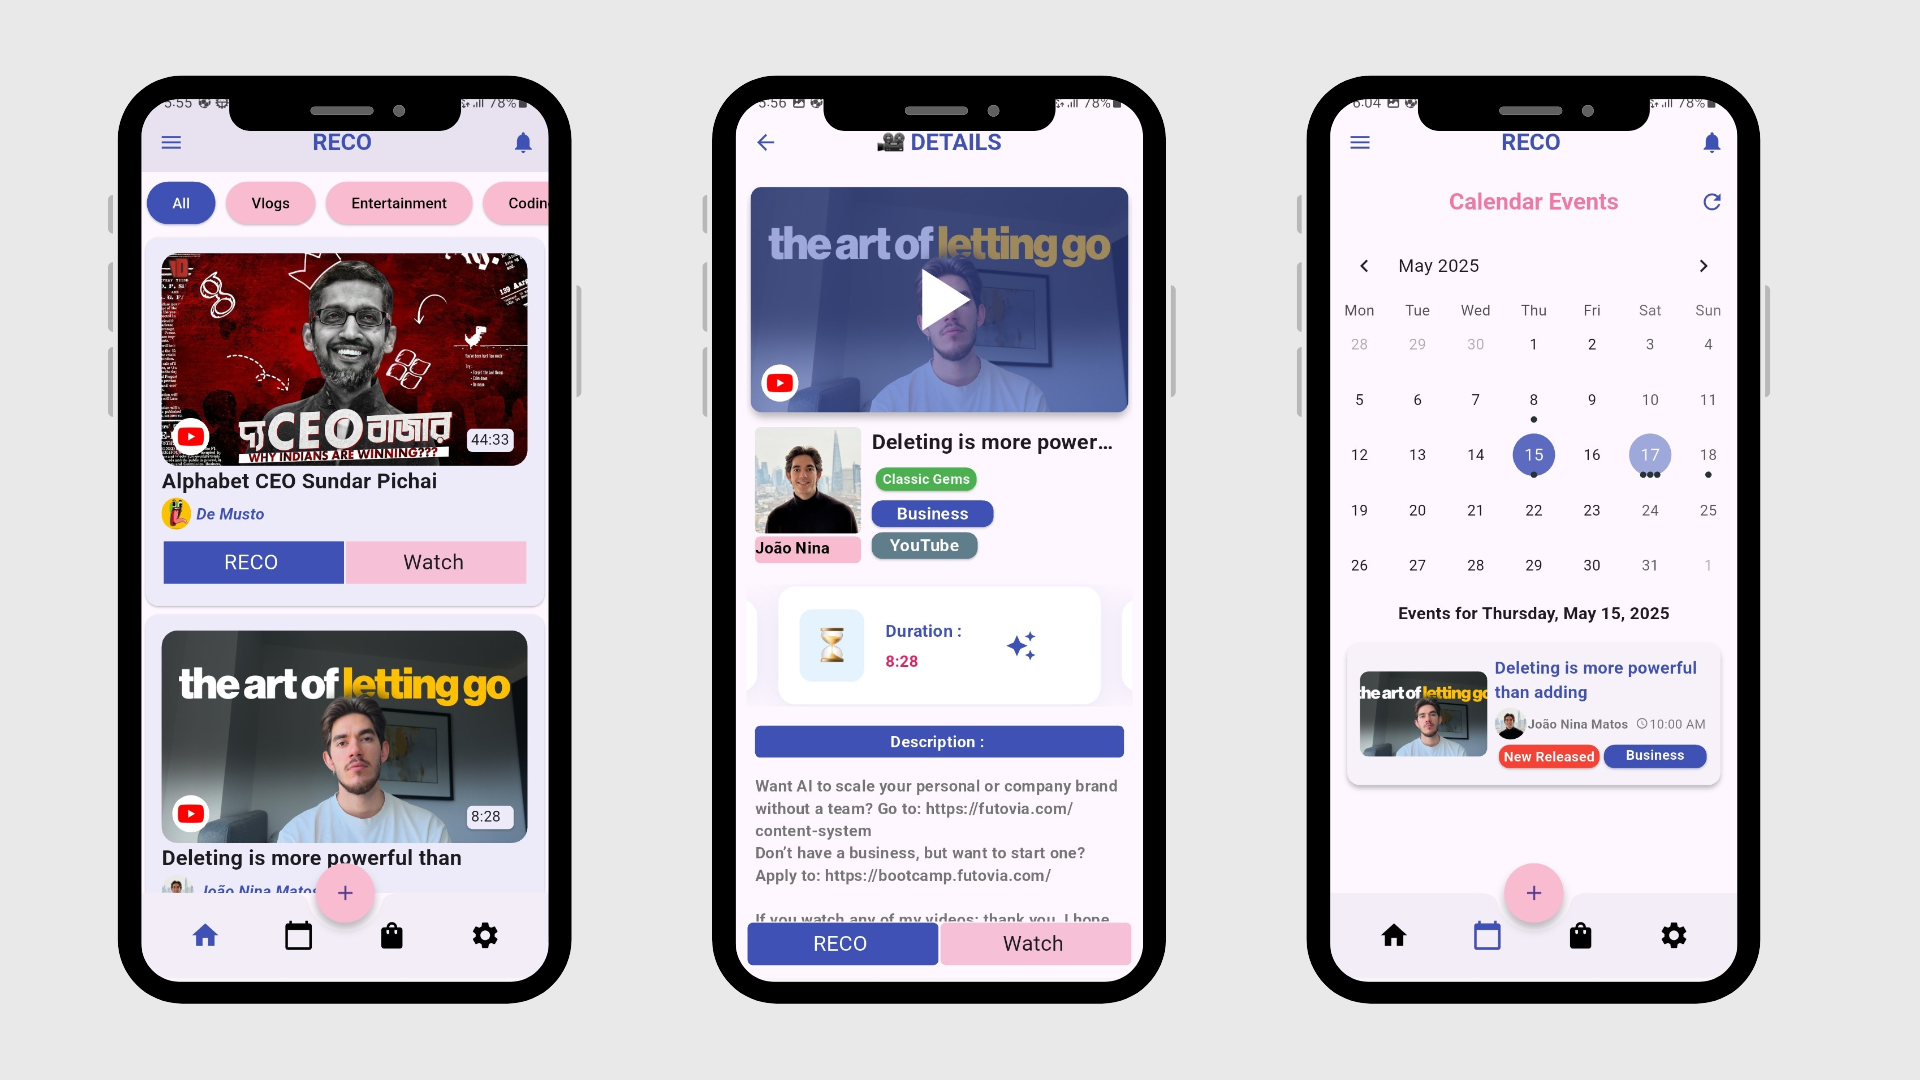 5:55
78%
RECO
All
Vlogs
Entertainment
Codin
দ্য CEO বাজার
WHY INDIANS ARE WINNING???
44:33
Alphabet CEO Sundar Pichai
De Musto
RECO
Watch
the art of letting go
8:28
Deleting is more powerful than
João Nina Matos
+
5:56
78%
DETAILS
the art of letting go
Deleting is more power...
Classic Gems
Business
João Nina
YouTube
Duration :
8:28
Description :
Want AI to scale your personal or company brand
without a team? Go to: https://futovia.com/
content-system
Don't have a business, but want to start one?
Apply to: https://bootcamp.futovia.com/
If you watch any of my videos: thank you. I hope
RECO
Watch
6:04
78%
RECO
Calendar Events
May 2025
Mon Tue Wed Thu Fri Sat Sun
28 29 30 1 2 3 4
5 6 7 8 9 10 11
12 13 14 15 16 17 18
19 20 21 22 23 24 25
26 27 28 29 30 31 1
Events for Thursday, May 15, 2025
the art of letting go
Deleting is more powerful
than adding
João Nina Matos 10:00 AM
New Released
Business
+